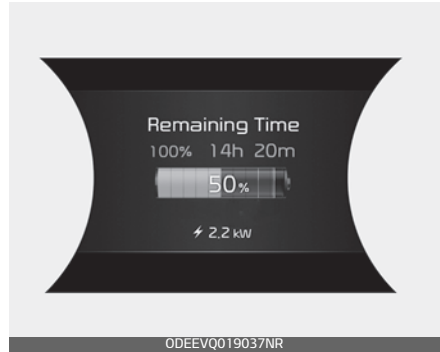 Remaining Time
100% 14h 20m
50%
2.2 kW
ODEEVQ019037NR